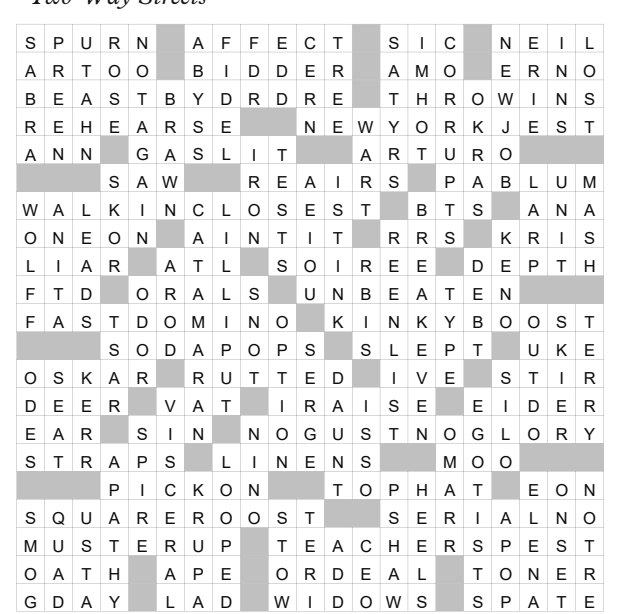 Two-Way Streets
SPURN AFFECT SIC NEIL
ARTOO BIDDER AMO ERNO
BEASTBYDRDRE THROWINS
REHEARSE NEWYORKJEST
ANN GASLIT ARTURO
SAW REAIRS PABLUM
WALKINCLOSEST BTS ANA
ONEON AINTIT RRS KRIS
LIAR ATL SOIREE DEPTH
FTD ORALS UNBEATEN
FASTDOMINO KINKYBOOST
SODAPOPS SLEPT UKE
OSKAR RUTTED IVE STIR
DEER VAT IRAISE EIDER
EAR SIN NOGUSTNOGLORY
STRAPS LINENS MOO
PICKON TOPHAT EON
SQUAREROOST SERIALNO
MUSTERUP TEACHERSPEST
OATH APE ORDEAL TONER
GDAY LAD WIDOWS SPATE